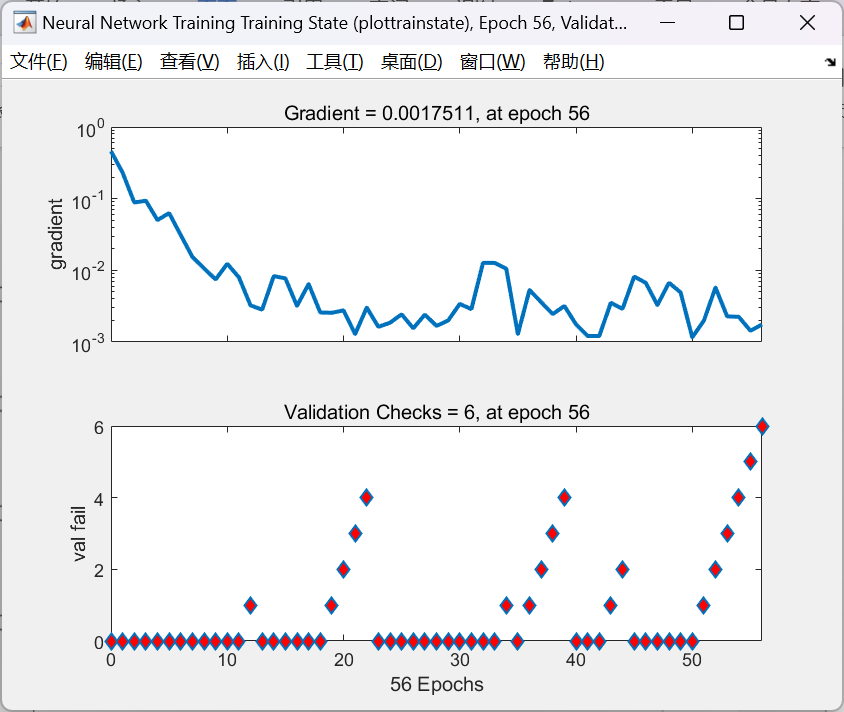 Neural Network Training Training State (plottrainstate), Epoch 56, Validat...
文件(F) 编辑(E) 查看(V) 插入(I) 工具(T) 桌面(D) 窗口(W) 帮助(H)
Gradient = 0.0017511, at epoch 56
10^0
10^-1
10^-2
10^-3
gradient
Validation Checks = 6, at epoch 56
6
4
2
0
val fail
0 10 20 30 40 50
56 Epochs